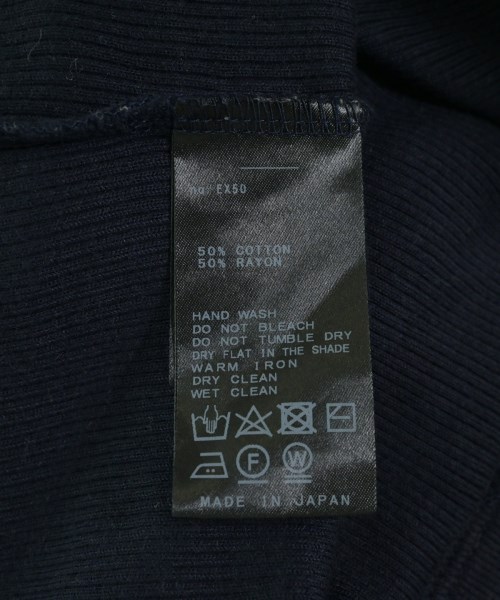 no. EX50
50% COTTON
50% RAYON
HAND WASH
DO NOT BLEACH
DO NOT TUMBLE DRY
DRY FLAT IN THE SHADE
WARM IRON
DRY CLEAN
WET CLEAN
F W
MADE IN JAPAN